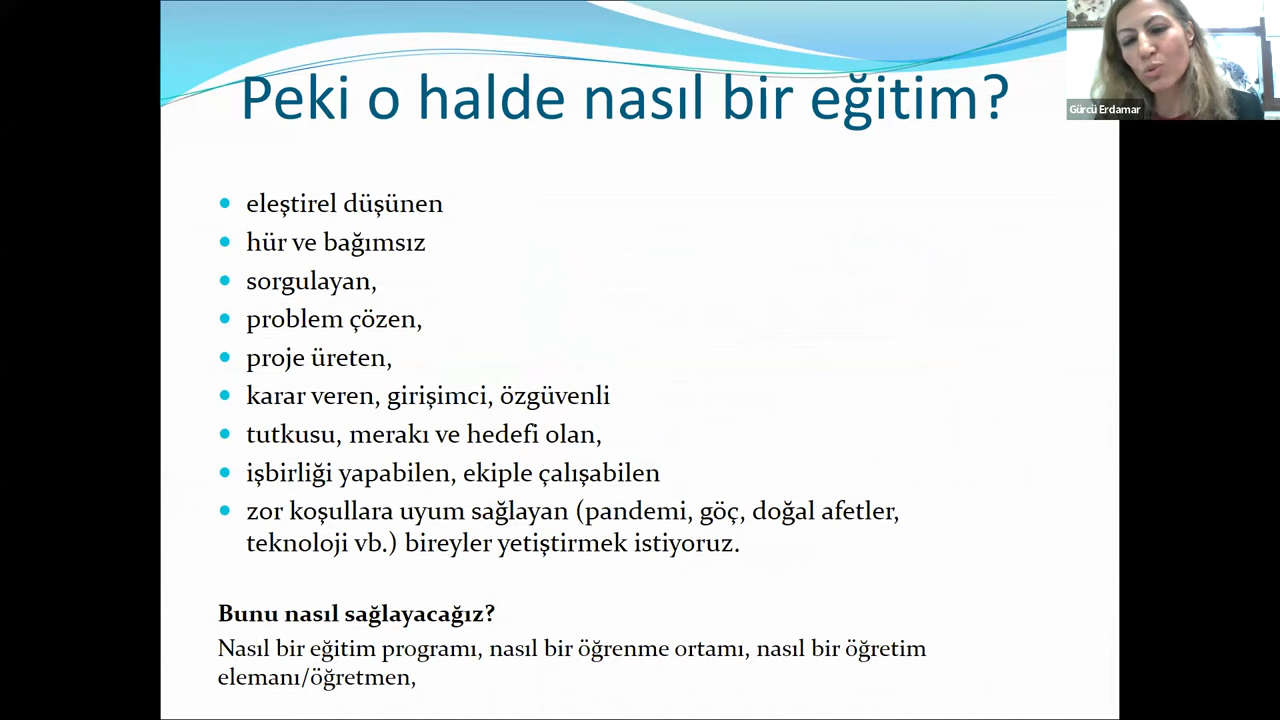 Peki o halde nasıl bir eğitim?
Gürcü Erdamar
eleştirel düşünen
hür ve bağımsız
sorgulayan,
problem çözen,
proje üreten,
karar veren, girişimci, özgüvenli
tutkusu, merakı ve hedefi olan,
işbirliği yapabilen, ekiple çalışabilen
zor koşullara uyum sağlayan (pandemi, göç, doğal afetler,
teknoloji vb.) bireyler yetiştirmek istiyoruz.
Bunu nasıl sağlayacağız?
Nasıl bir eğitim programı, nasıl bir öğrenme ortamı, nasıl bir öğretim
elemanı/öğretmen,